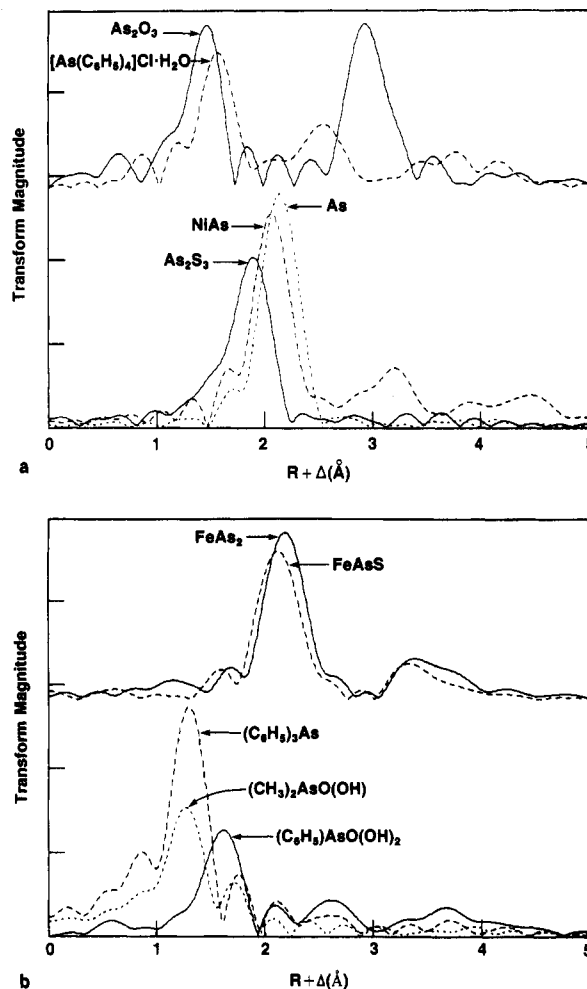 As₂O₃
[As(C₆H₅)₄]Cl·H₂O
As
NiAs
As₂S₃
Transform Magnitude
0 1 2 3 4 5
a
R + Δ(Å)
FeAs₂
FeAsS
(C₆H₅)₃As
(CH₃)₂AsO(OH)
(C₆H₅)AsO(OH)₂
Transform Magnitude
0 1 2 3 4 5
b
R + Δ(Å)